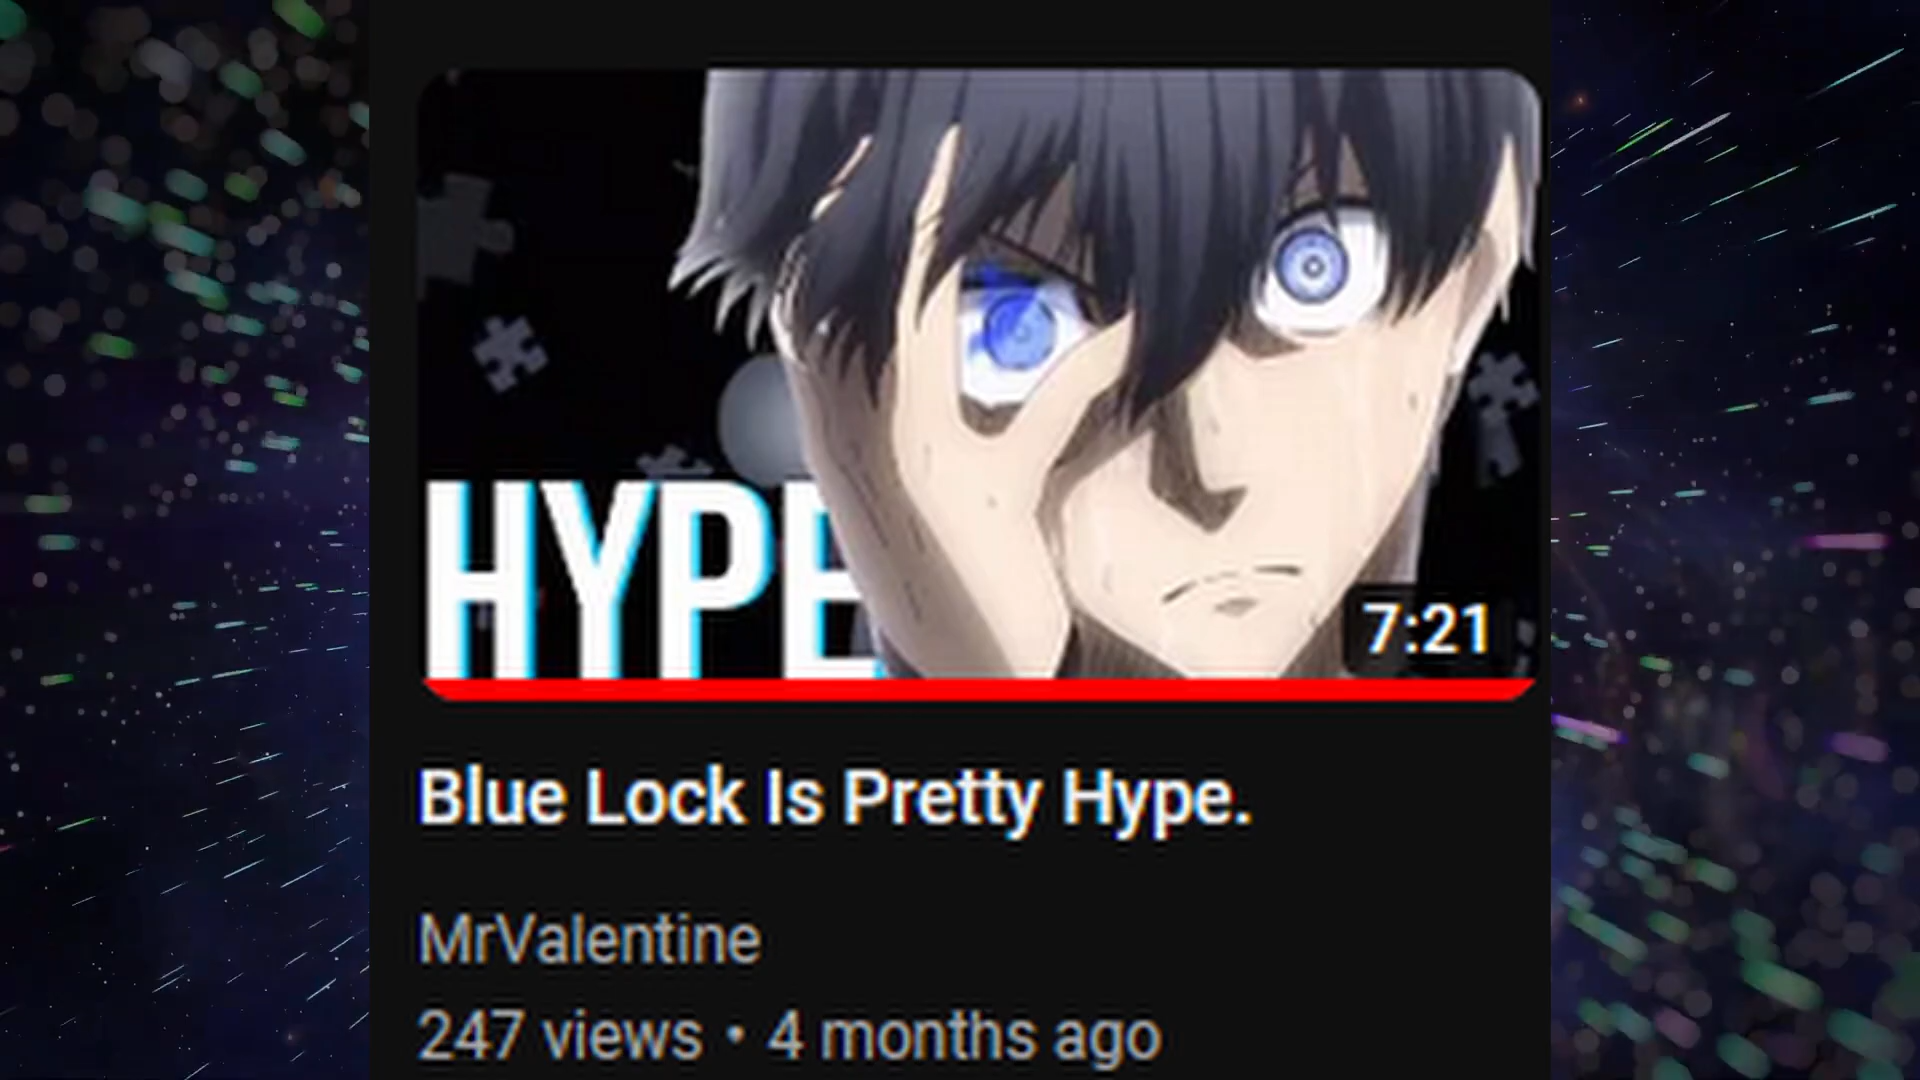 HYPE
7:21
Blue Lock Is Pretty Hype.
MrValentine
247 views • 4 months ago